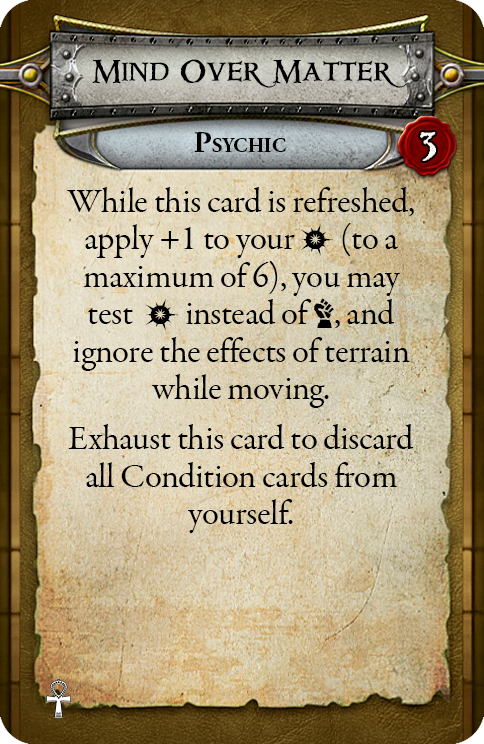 Mind Over Matter
Psychic
3
While this card is refreshed,
apply +1 to your (to a
maximum of 6), you may
test instead of , and
ignore the effects of terrain
while moving.
Exhaust this card to discard
all Condition cards from
yourself.